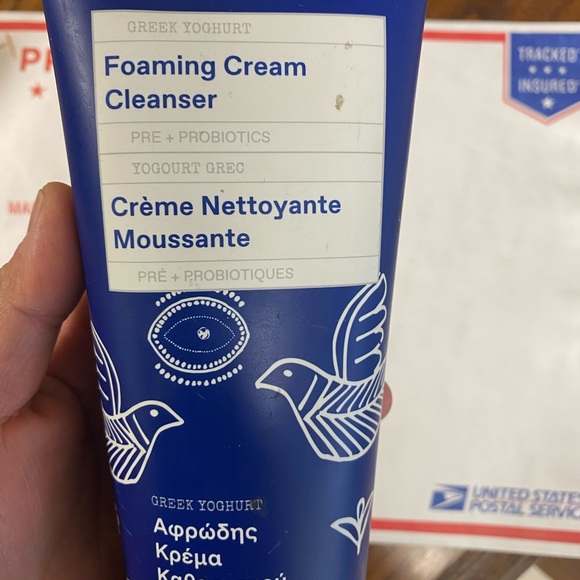 GREEK YOGHURT
Foaming Cream
Cleanser
PRE + PROBIOTICS
YOGOURT GREC
Crème Nettoyante
Moussante
PRÉ + PROBIOTIQUES
GREEK YOGHURT
Αφρώδης
Κρέμα
TRACKED
INSURED
UNITED STATES
POSTAL SERVICE